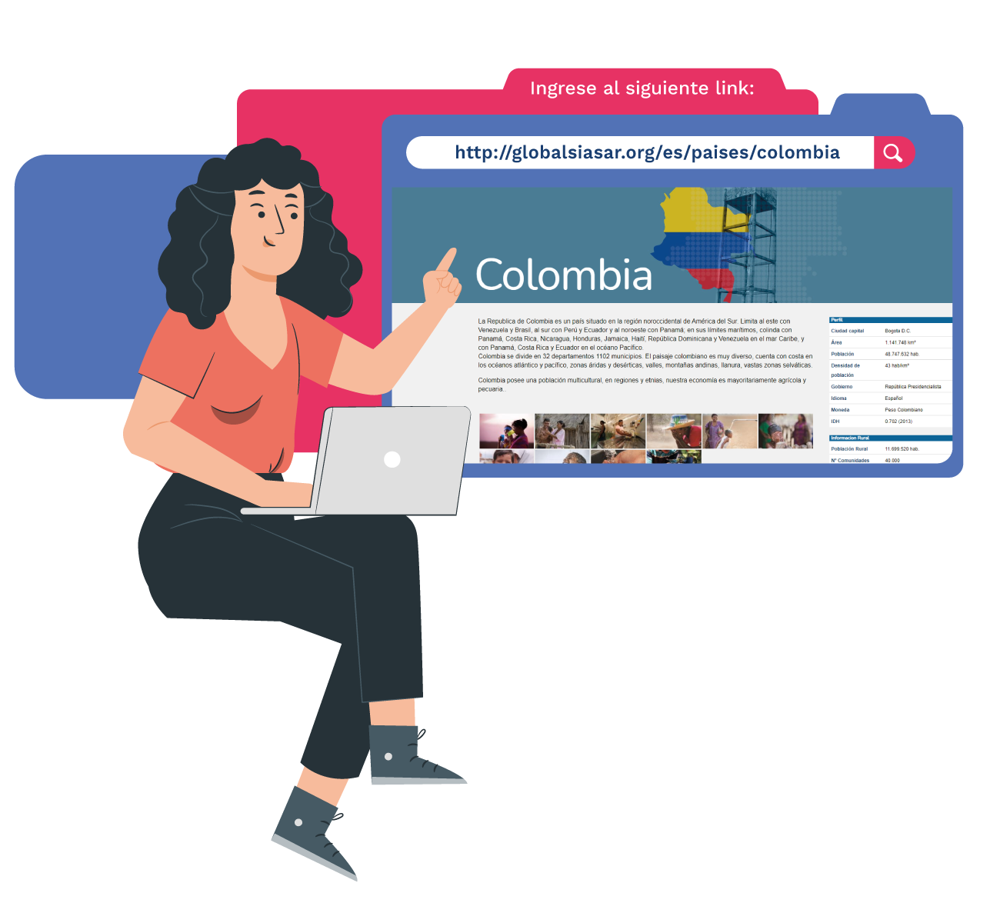 Ingrese al siguiente link:
http://globalsiasar.org/es/paises/colombia
Colombia
La Republica de Colombia es un país situado en la región noroccidental de América del Sur. Limita al este con
Venezuela y Brasil, al sur con Perú y Ecuador y al noroeste con Panamá; en sus límites marítimos, colinda con
Panamá, Costa Rica, Nicaragua, Honduras, Jamaica, Haití, República Dominicana y Venezuela en el mar Caribe, y
con Panamá, Costa Rica y Ecuador en el océano Pacífico.
Colombia se divide en 32 departamentos 1102 municipios. El paisaje colombiano es muy diverso, cuenta con costa en
los océanos atlántico y pacífico, zonas áridas y desérticas, valles, montañas andinas, llanura, vastas zonas selváticas.
Colombia posee una población multicultural, en regiones y etnias, nuestra economía es mayoritariamente agrícola y
pecuaria..
Perfil
Ciudad capital Bogota D.C.
Área 1.141.748 km²
Población 48.747.632 hab.
Densidad de población 43 hab/km²
Gobierno República Presidencialista
Idioma Español
Moneda Peso Colombiano
IDH 0.702 (2013)
Informacion Rural
Población Rural 11.699.520 hab.
N° Comunidades 40.000